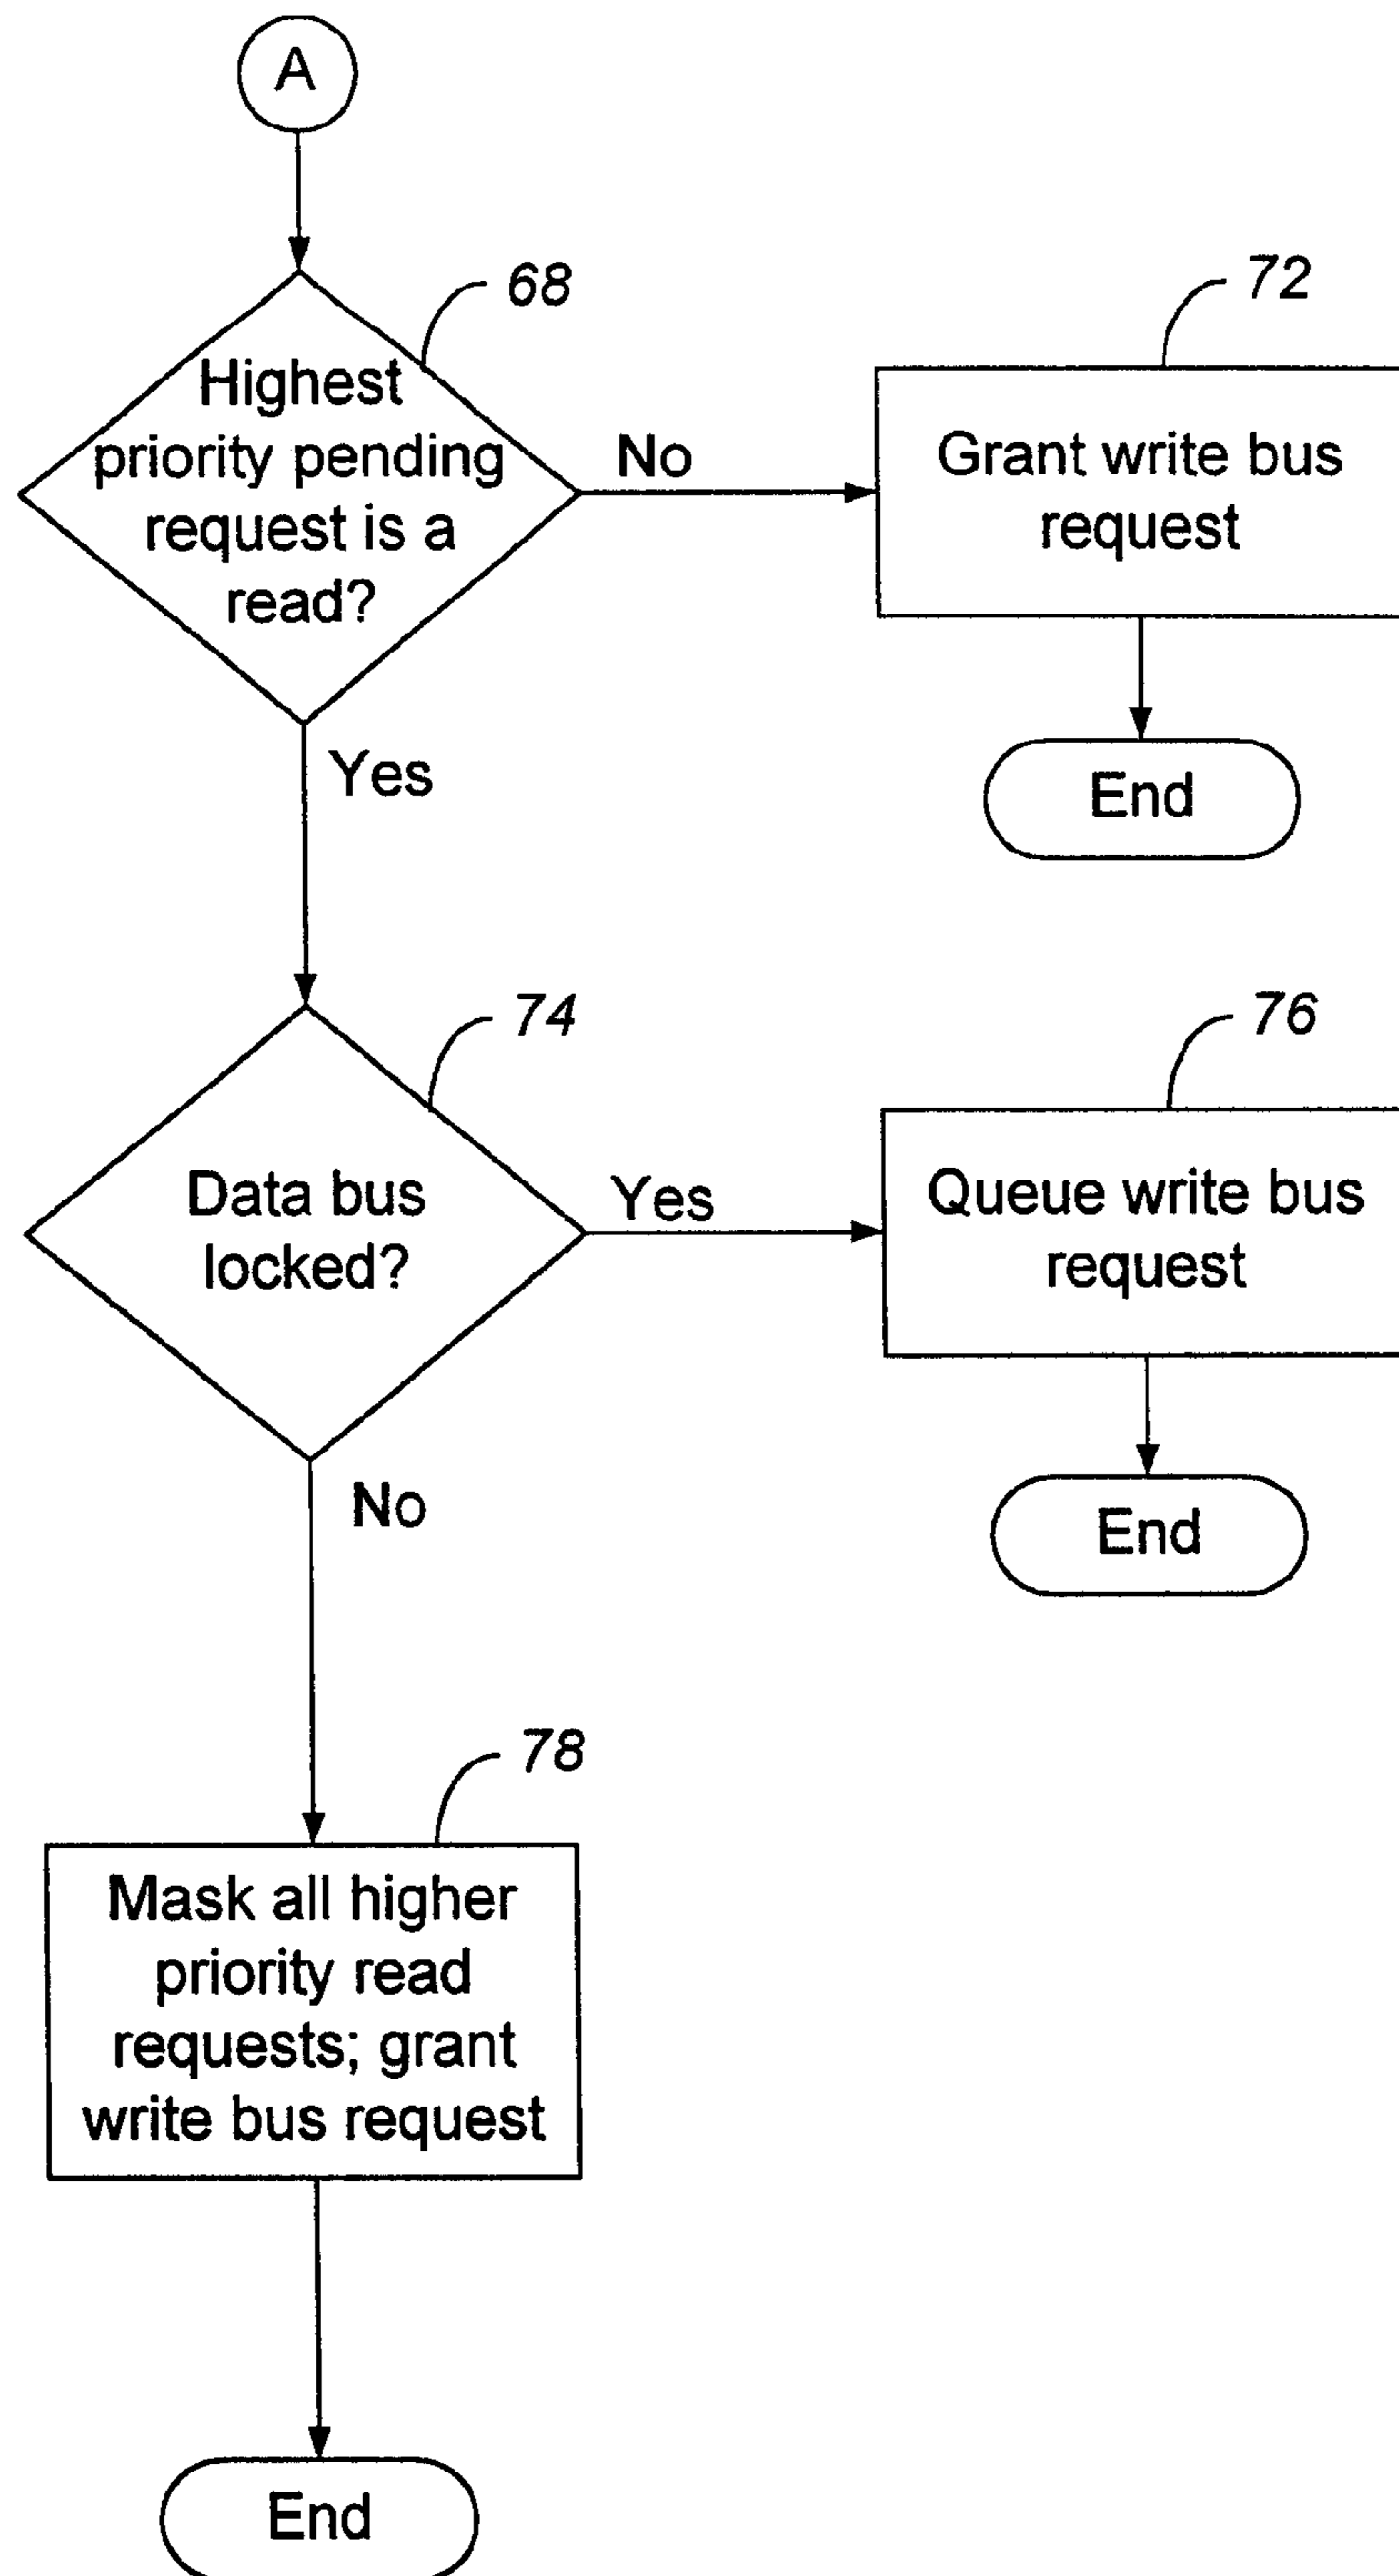 A
68
Highest
priority pending
request is a
read?
No
72
Grant write bus
request
End
Yes
74
Data bus
locked?
Yes
76
Queue write bus
request
End
No
78
Mask all higher
priority read
requests; grant
write bus request
End